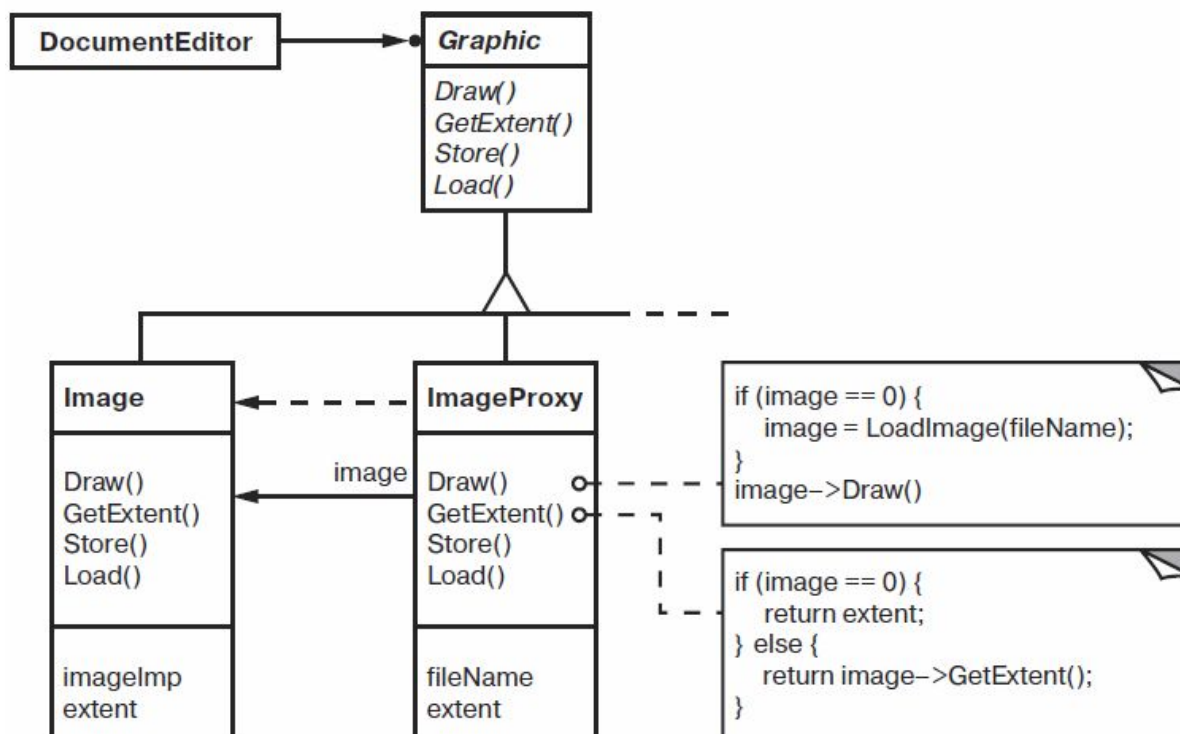 DocumentEditor
Graphic
Draw()
GetExtent()
Store()
Load()
Image
Draw()
GetExtent()
Store()
Load()
imageImp
extent
image
ImageProxy
Draw()
GetExtent()
Store()
Load()
fileName
extent
if (image == 0) {
image = LoadImage(fileName);
}
image–>Draw()
if (image == 0) {
return extent;
} else {
return image–>GetExtent();
}